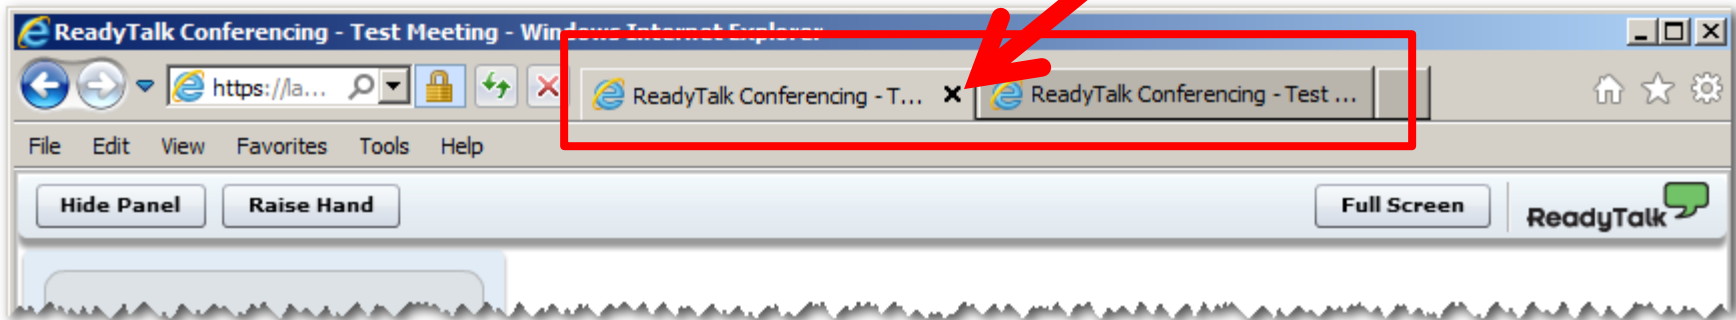 ReadyTalk Conferencing - Test Meeting - Windows Internet Explorer
https://la...
ReadyTalk Conferencing - T...
ReadyTalk Conferencing - Test ...
File Edit View Favorites Tools Help
Hide Panel Raise Hand Full Screen ReadyTalk